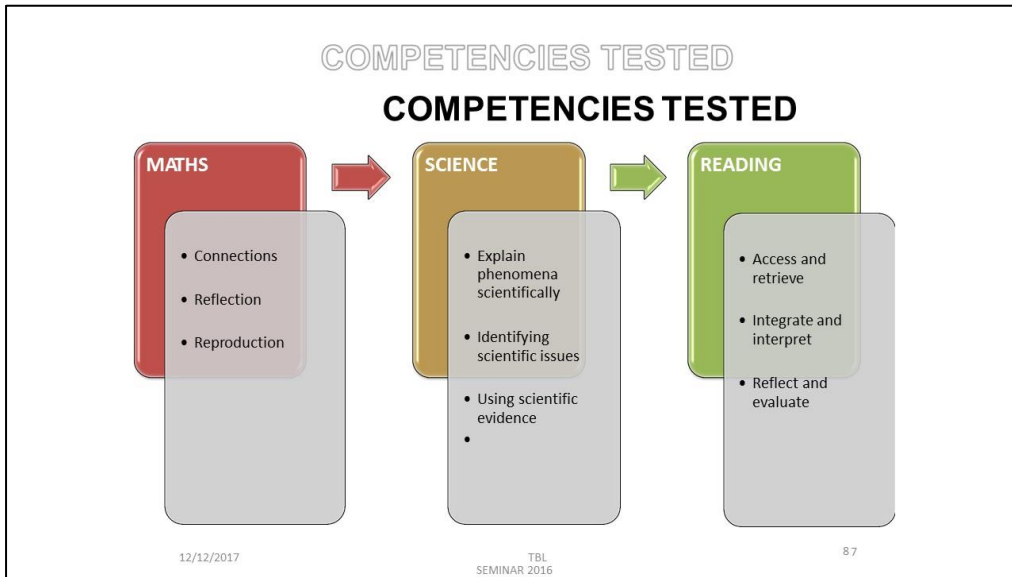 COMPETENCIES TESTED
COMPETENCIES TESTED
MATHS
• Connections
• Reflection
• Reproduction
SCIENCE
• Explain
phenomena
scientifically
• Identifying
scientific issues
• Using scientific
evidence
•
READING
• Access and
retrieve
• Integrate and
interpret
• Reflect and
evaluate
12/12/2017
TBL
SEMINAR 2016
87